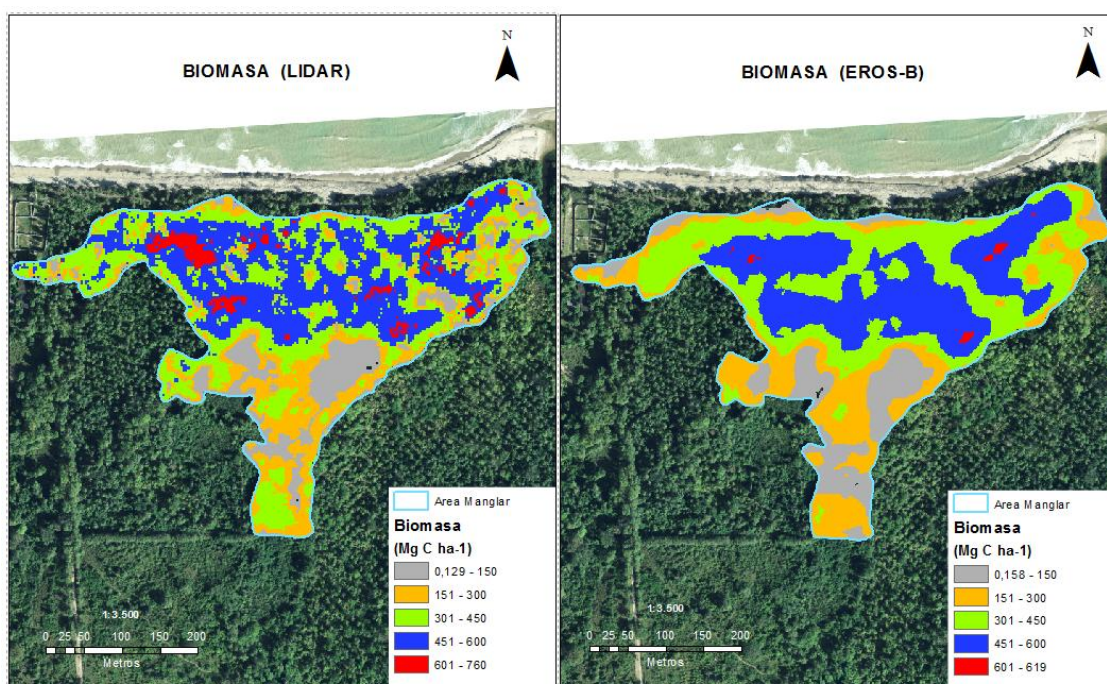 BIOMASA (LIDAR)
N
Area Manglar
Biomasa
(Mg C ha-1)
0,129 - 150
151 - 300
301 - 450
451 - 600
601 - 760
1:3.500
0 25 50 100 150 200
Metros
BIOMASA (EROS-B)
N
Area Manglar
Biomasa
(Mg C ha-1)
0,158 - 150
151 - 300
301 - 450
451 - 600
601 - 619
1:3.500
0 25 50 100 150 200
Metros